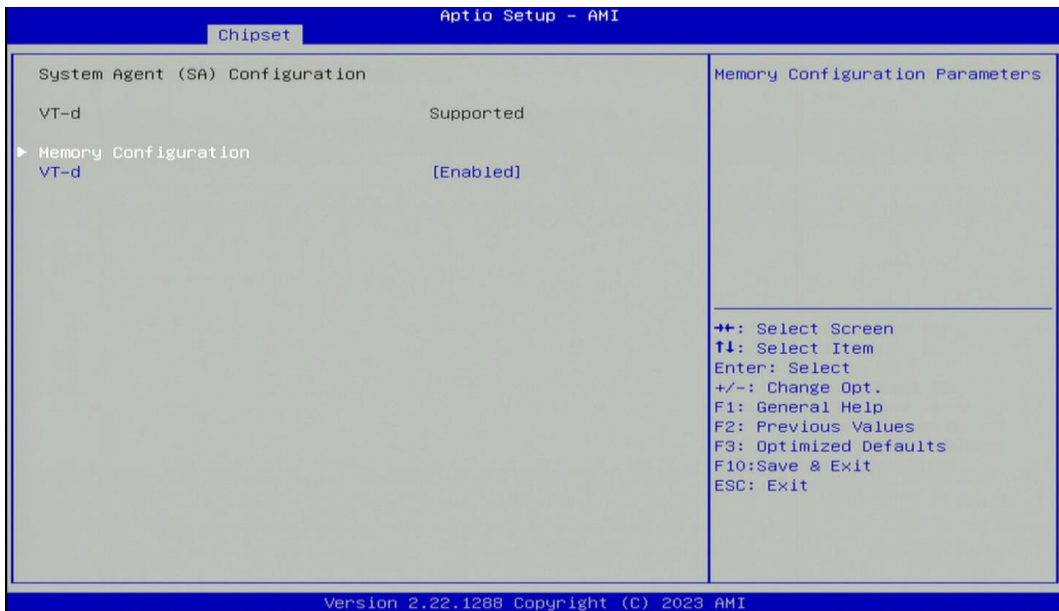 Aptio Setup – AMI
Chipset
System Agent (SA) Configuration
VT-d Supported
Memory Configuration
VT-d [Enabled]
Memory Configuration Parameters
→←: Select Screen
↑↓: Select Item
Enter: Select
+/-: Change Opt.
F1: General Help
F2: Previous Values
F3: Optimized Defaults
F10:Save & Exit
ESC: Exit
Version 2.22.1288 Copyright (C) 2023 AMI